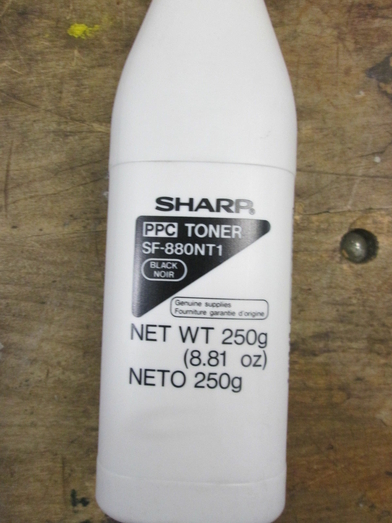 SHARP
PPC TONER
SF-880NT1
BLACK
NOIR
Genuine supplies
Fourniture garantie d'origine
NET WT 250g
(8.81 oz)
NETO 250g